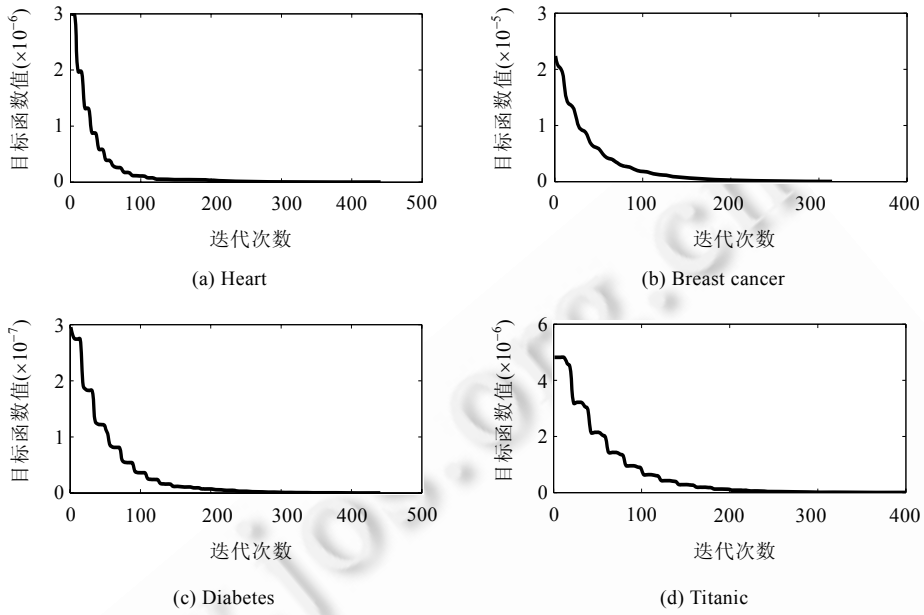 目标函数值(×10⁻⁶)
3
2
1
0
0 100 200 300 400 500
迭代次数
(a) Heart
目标函数值(×10⁻⁵)
3
2
1
0
0 100 200 300 400
迭代次数
(b) Breast cancer
目标函数值(×10⁻⁷)
3
2
1
0
0 100 200 300 400 500
迭代次数
(c) Diabetes
目标函数值(×10⁻⁶)
6
4
2
0
0 100 200 300 400
迭代次数
(d) Titanic